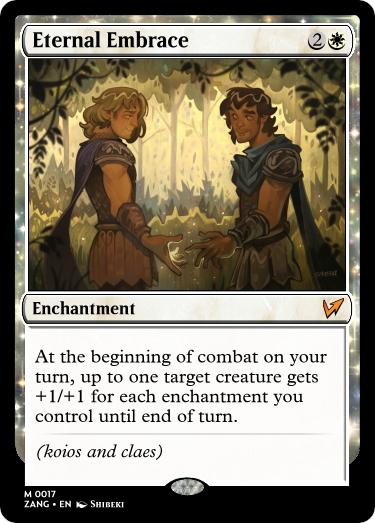 Eternal Embrace 2
Enchantment
At the beginning of combat on your
turn, up to one target creature gets
+1/+1 for each enchantment you
control until end of turn.
(koios and claes)
M 0017
ZANG • EN SHIBEKI